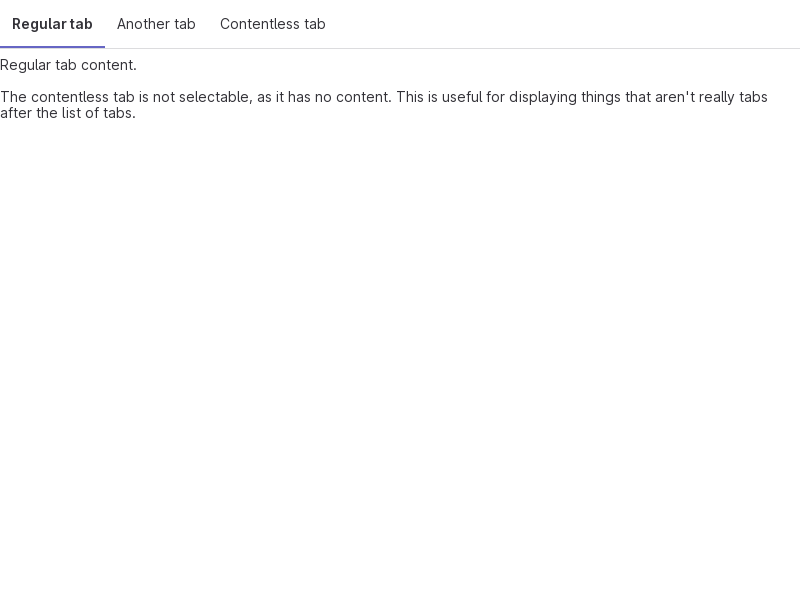 Regular tab Another tab Contentless tab
Regular tab content.
The contentless tab is not selectable, as it has no content. This is useful for displaying things that aren't really tabs
after the list of tabs.